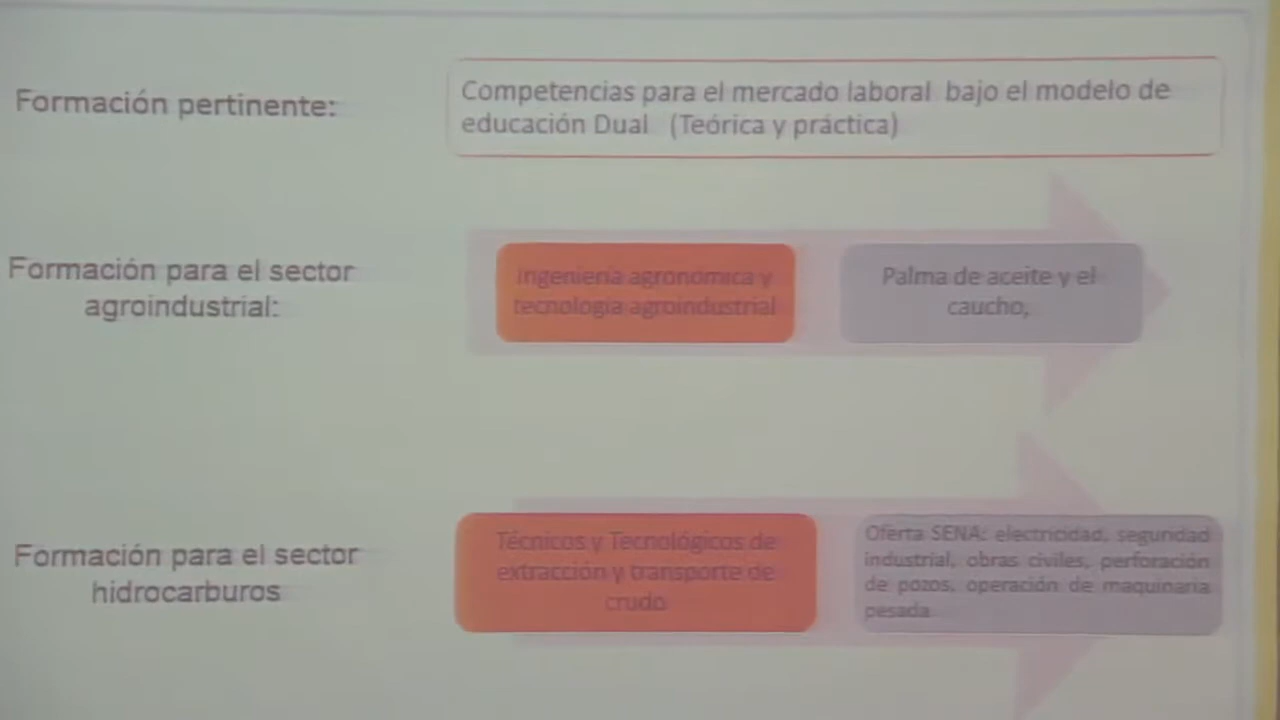 Formación pertinente:
Competencias para el mercado laboral bajo el modelo de
educación Dual (Teórica y práctica)
Formación para el sector
agroindustrial:
Ingeniería agronómica y
tecnología agroindustrial
Palma de aceite y el
caucho,
Formación para el sector
hidrocarburos
Técnicos y Tecnológicos de
extracción y transporte de
crudo
Oferta SENA: electricidad, seguridad
industrial, obras civiles, perforación
de pozos, operación de maquinaria
pesada